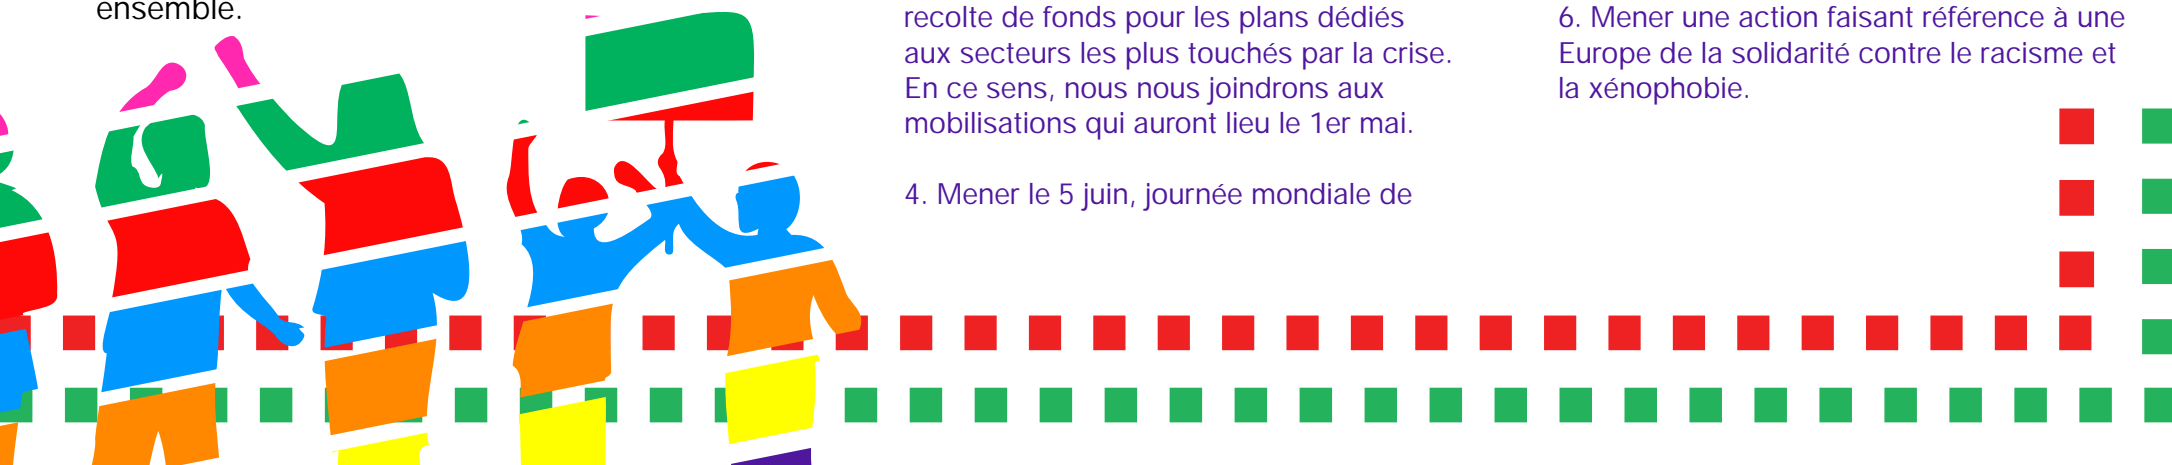 ensemble.
recolte de fonds pour les plans dédiés
aux secteurs les plus touchés par la crise.
En ce sens, nous nous joindrons aux
mobilisations qui auront lieu le 1er mai.
4. Mener le 5 juin, journée mondiale de
6. Mener une action faisant référence à une
Europe de la solidarité contre le racisme et
la xénophobie.